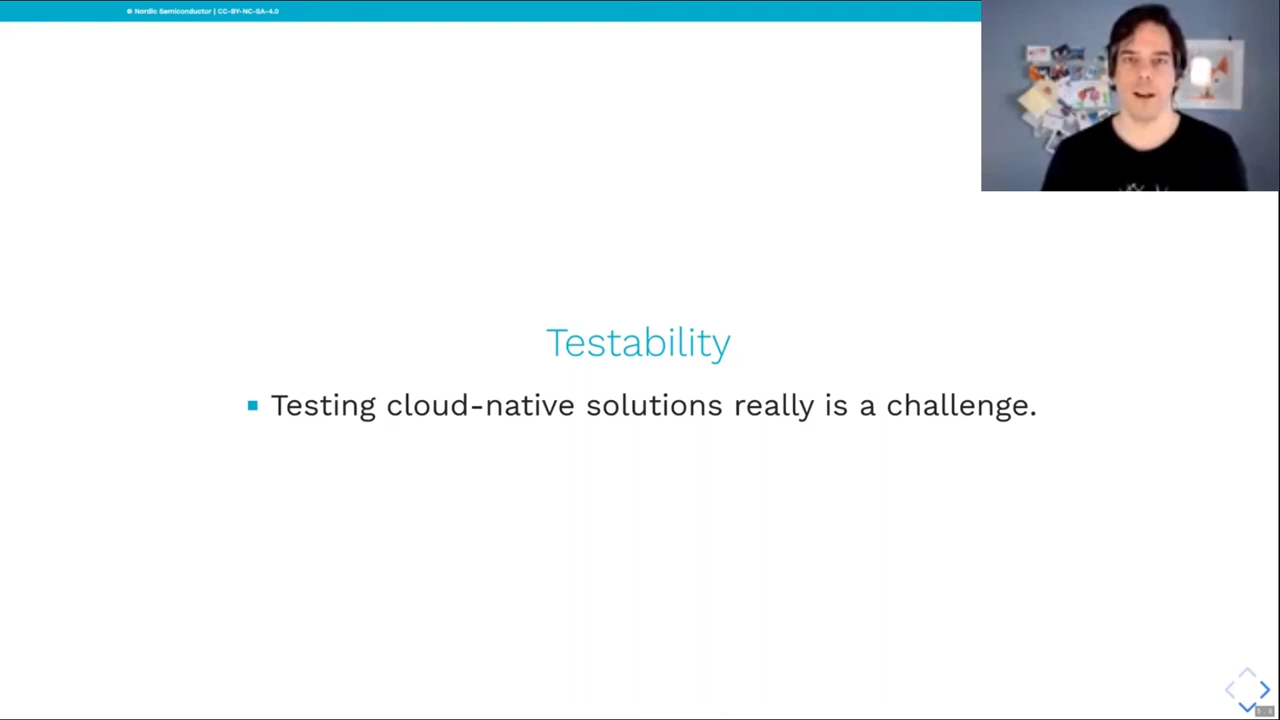 © Nordic Semiconductor | CC-BY-NC-SA-4.0
Testability
Testing cloud-native solutions really is a challenge.